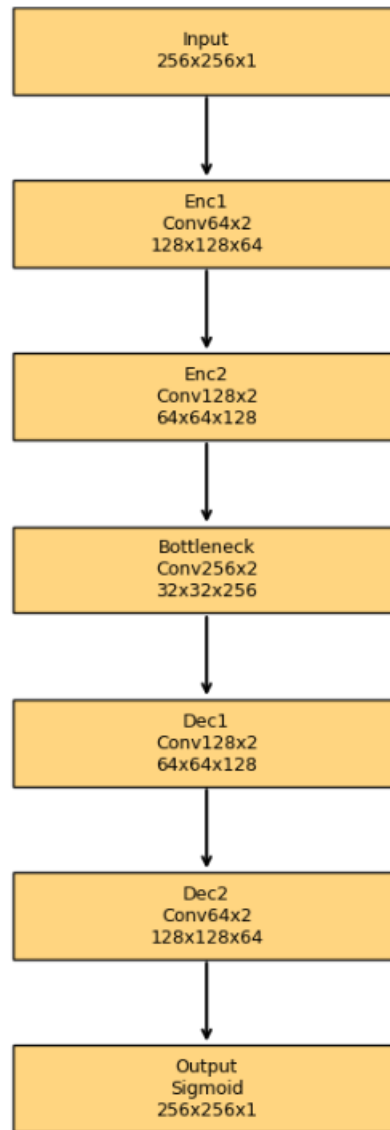 Input
256x256x1
Enc1
Conv64x2
128x128x64
Enc2
Conv128x2
64x64x128
Bottleneck
Conv256x2
32x32x256
Dec1
Conv128x2
64x64x128
Dec2
Conv64x2
128x128x64
Output
Sigmoid
256x256x1